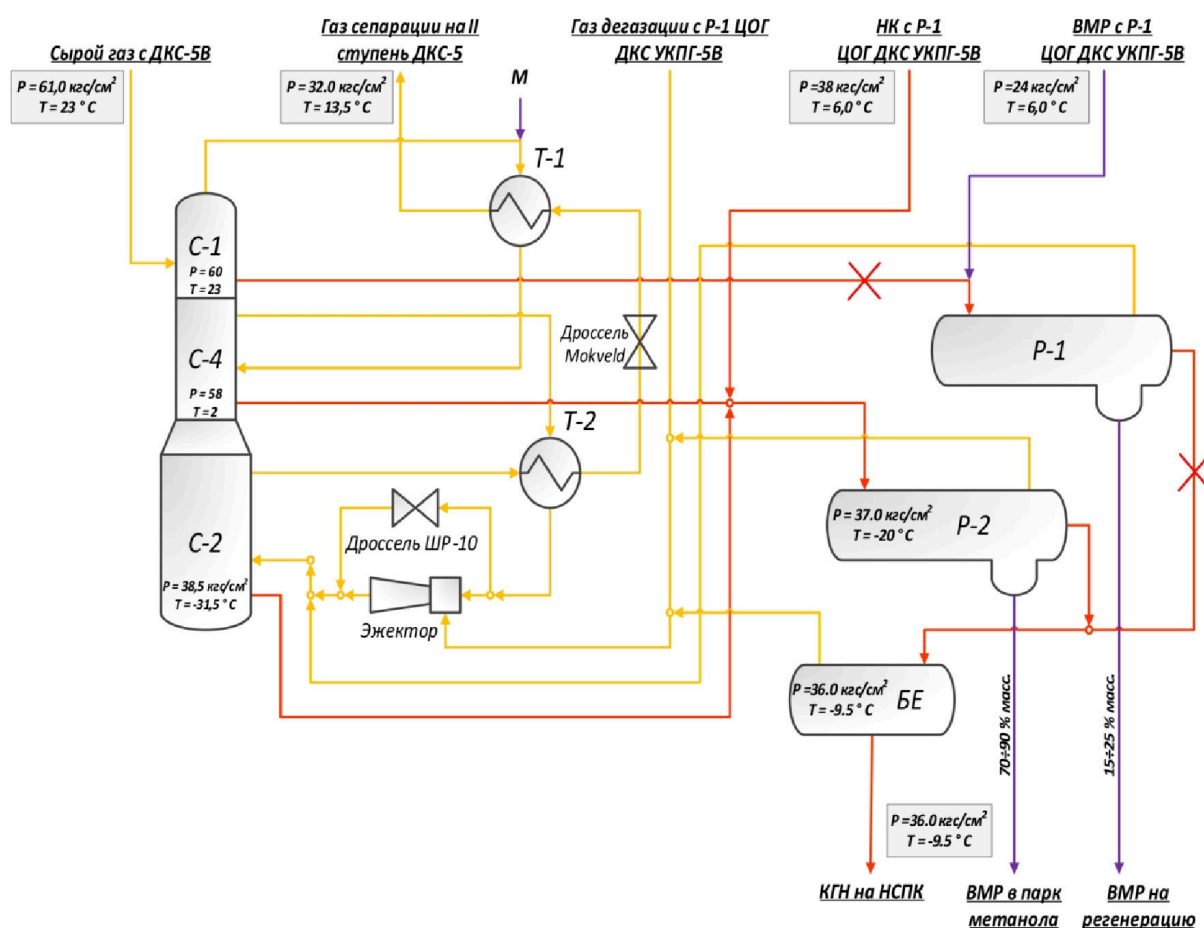 Сырой газ с ДКС-5В
P = 61,0 кгс/см²
T = 23 ° C
Газ сепарации на II
ступень ДКС-5
P = 32.0 кгс/см²
T = 13,5 ° C
М
Газ дегазации с Р-1 ЦОГ
ДКС УКПГ-5В
НК с Р-1
ЦОГ ДКС УКПГ-5В
P =38 кгс/см²
T = 6,0 ° C
ВМР с Р-1
ЦОГ ДКС УКПГ-5В
P =24 кгс/см²
T = 6,0 ° C
Т-1
С-1
P = 60
T = 23
Дроссель
Mokveld
Р-1
С-4
P = 58
T = 2
Т-2
С-2
P = 38,5 кгс/см²
T = -31,5 ° C
Дроссель ШР-10
Эжектор
P = 37.0 кгс/см²
T = -20 ° C
Р-2
P =36.0 кгс/см²
T = -9.5 ° C
БЕ
70÷90 % масс.
15÷25 % масс.
P =36.0 кгс/см²
T = -9.5 ° C
КГН на НСПК
ВМР в парк
метанола
ВМР на
регенерацию